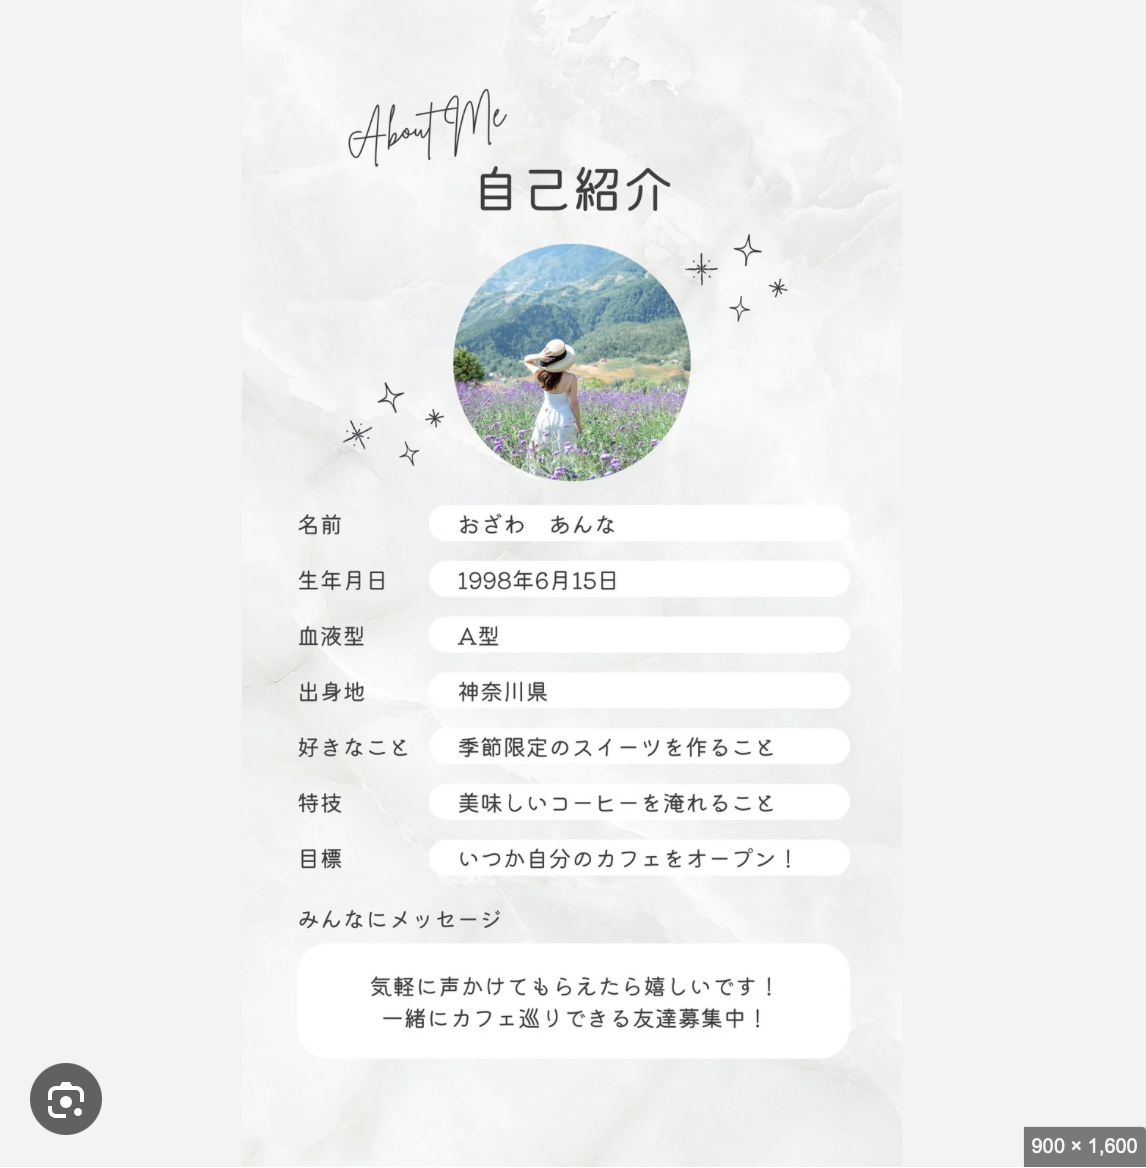 About Me
自己紹介
名前 おざわ　あんな
生年月日 1998年6月15日
血液型 A型
出身地 神奈川県
好きなこと 季節限定のスイーツを作ること
特技 美味しいコーヒーを淹れること
目標 いつか自分のカフェをオープン！
みんなにメッセージ
気軽に声かけてもらえたら嬉しいです！
一緒にカフェ巡りできる友達募集中！
900 × 1,600